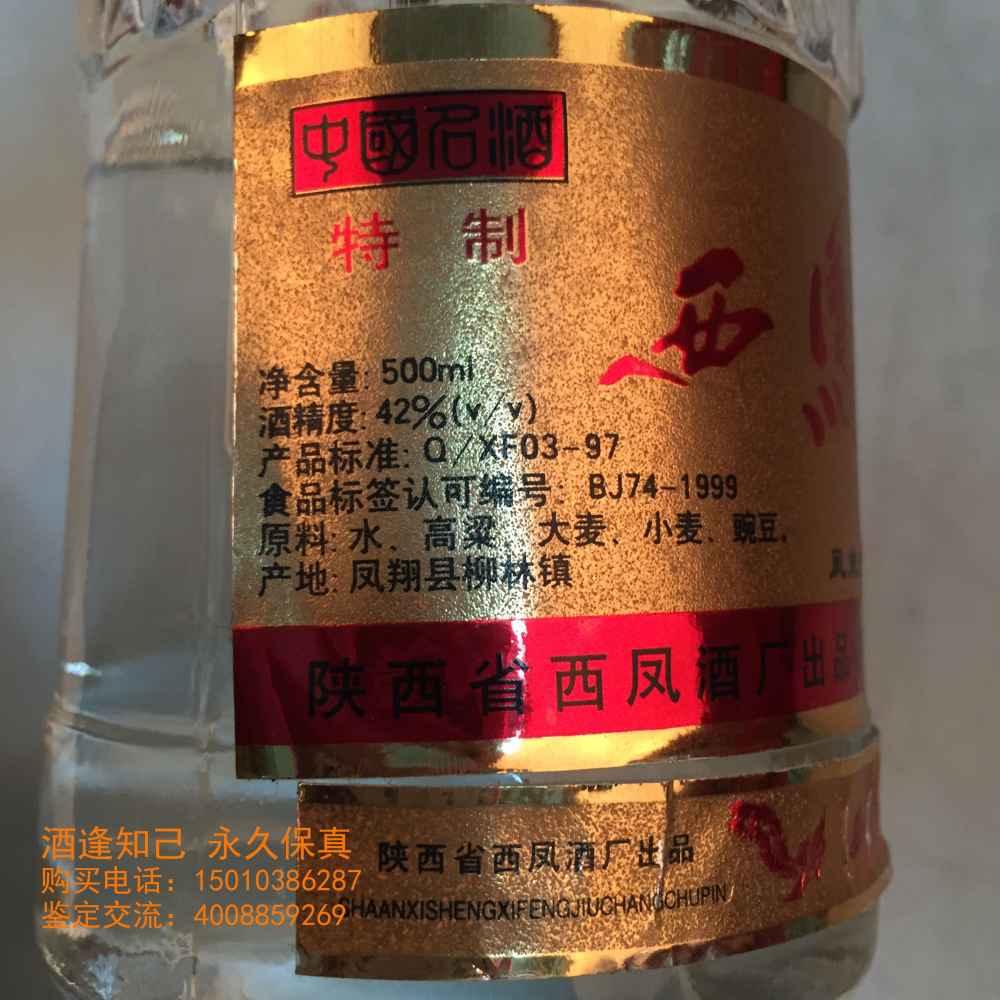 中國名酒
特 制
西
净含量: 500ml
酒精度: 42%(v/v)
产品标准: Q/XF03-97
食品标签认可编号: BJ74-1999
原料: 水、高粱、大麦、小麦、豌豆.
产地: 凤翔县柳林镇
陕西省西凤酒厂出品
陕西省西凤酒厂出品
SHAANXISHENGXIFENGJIUCHANGCHUPIN
酒逢知己 永久保真
购买电话：15010386287
鉴定交流：4008859269